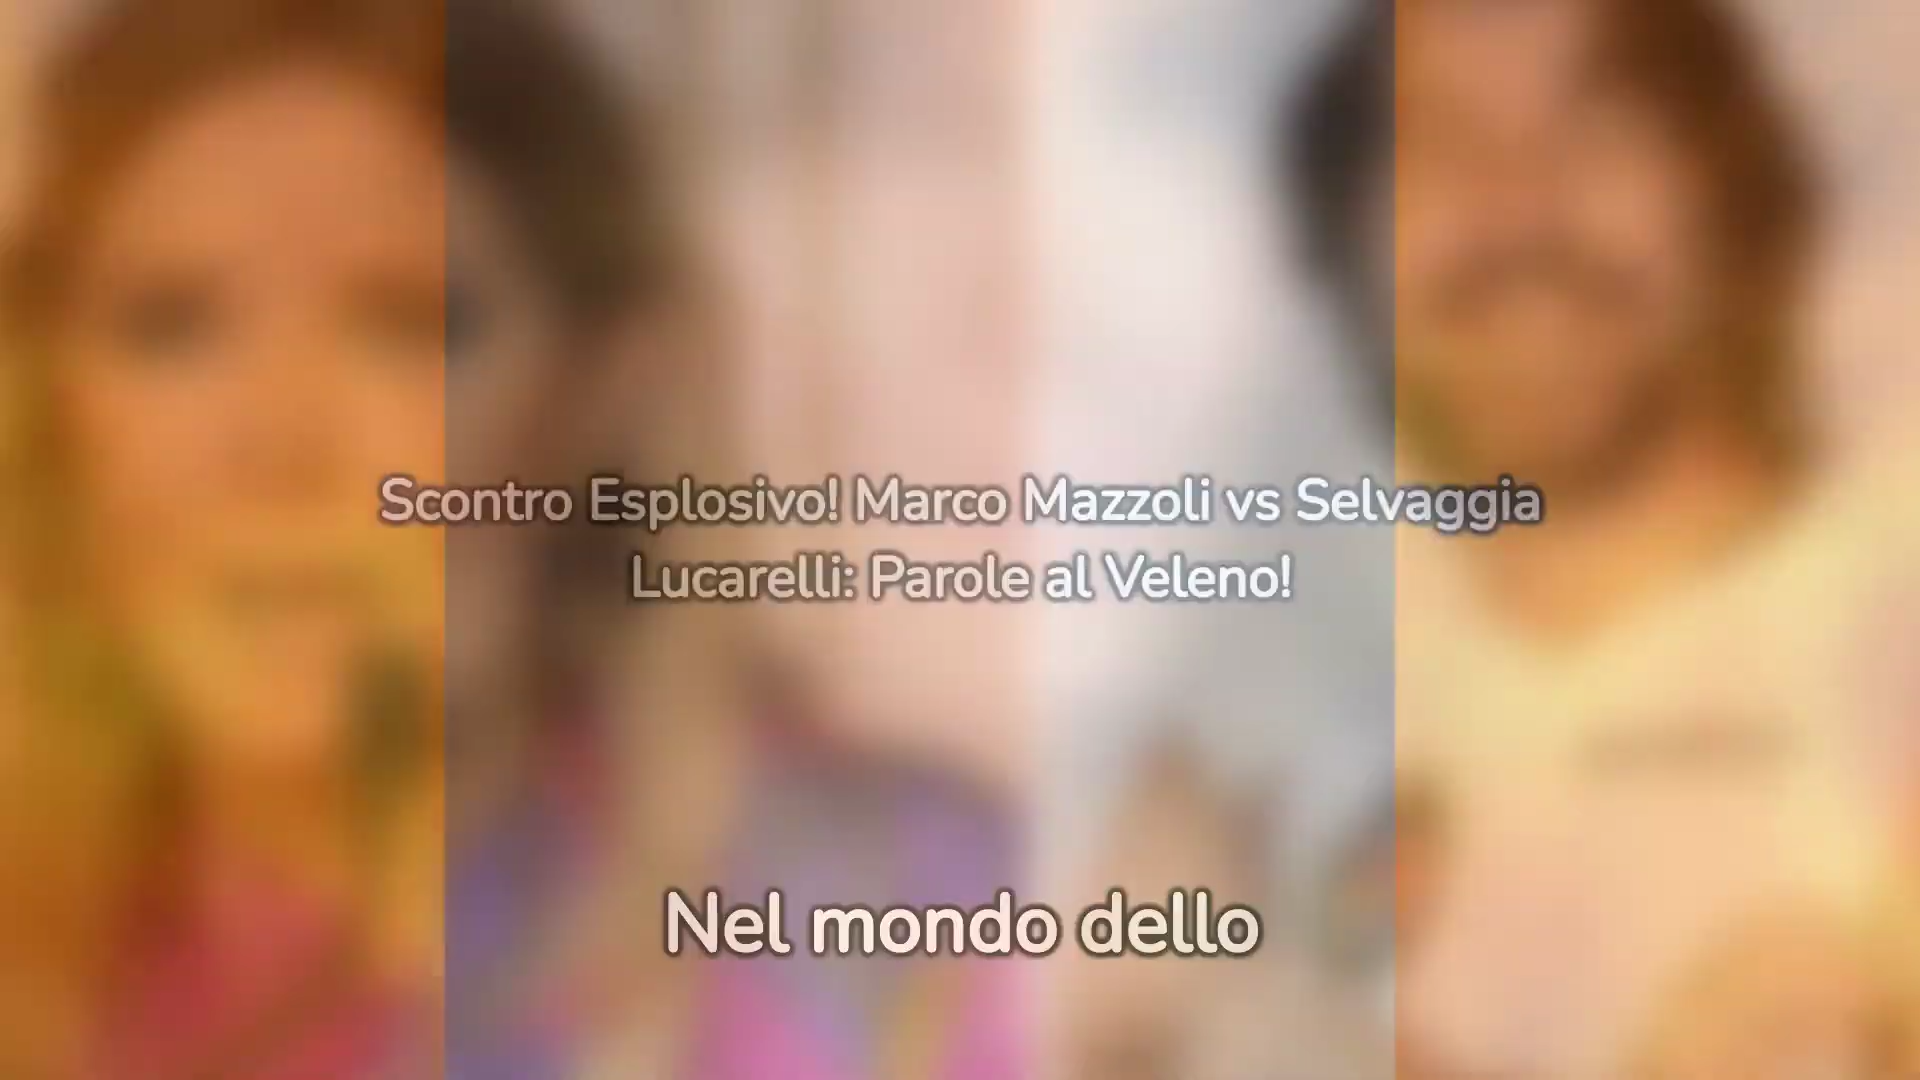 Scontro Esplosivo! Marco Mazzoli vs Selvaggia
Lucarelli: Parole al Veleno!
Nel mondo dello